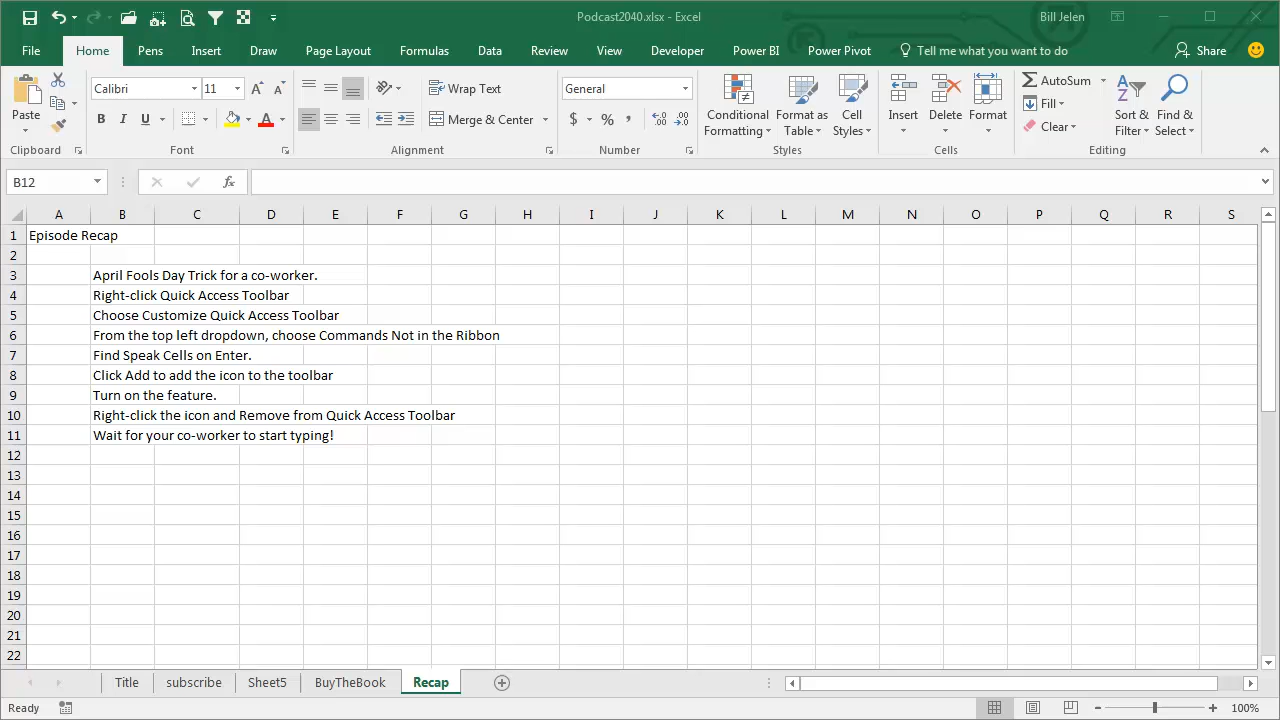 Podcast2040.xlsx - Excel
Bill Jelen
File Home Pens Insert Draw Page Layout Formulas Data Review View Developer Power BI Power Pivot Tell me what you want to do Share
Paste
Clipboard
Calibri 11
B I U
Font
Wrap Text
Merge & Center
Alignment
General
$ % ,
Number
Conditional Formatting
Format as Table
Cell Styles
Styles
Insert Delete Format
Cells
AutoSum
Fill
Clear
Sort & Filter
Find & Select
Editing
B12 fx
A B C D E F G H I J K L M N O P Q R S
1 Episode Recap
2
3 April Fools Day Trick for a co-worker.
4 Right-click Quick Access Toolbar
5 Choose Customize Quick Access Toolbar
6 From the top left dropdown, choose Commands Not in the Ribbon
7 Find Speak Cells on Enter.
8 Click Add to add the icon to the toolbar
9 Turn on the feature.
10 Right-click the icon and Remove from Quick Access Toolbar
11 Wait for your co-worker to start typing!
12
13
14
15
16
17
18
19
20
21
22
Title subscribe Sheet5 BuyTheBook Recap
Ready 100%